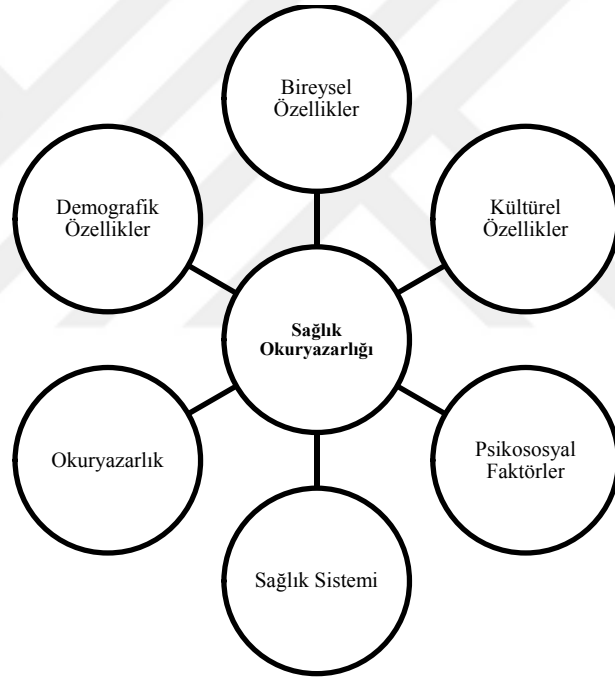 Bireysel
Özellikler
Demografik
Özellikler
Kültürel
Özellikler
Sağlık
Okuryazarlığı
Okuryazarlık
Psikososyal
Faktörler
Sağlık Sistemi